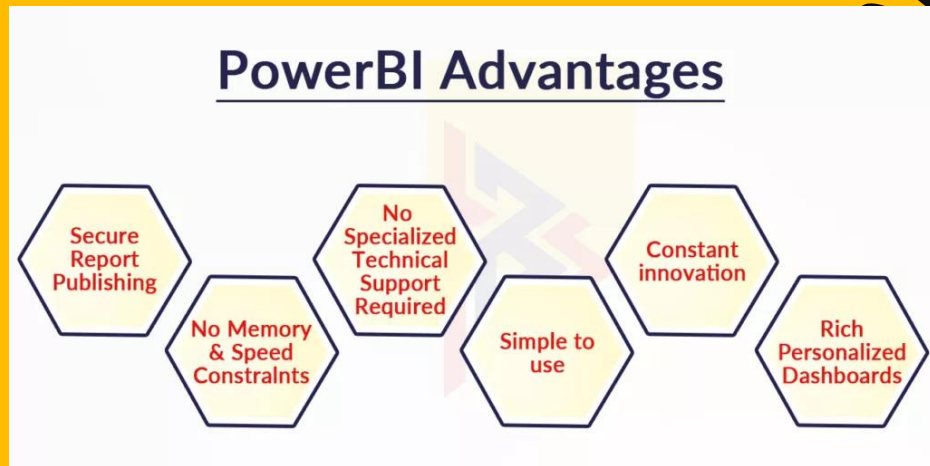 PowerBI Advantages
Secure
Report
Publishing
No Memory
& Speed
Constraints
No
Specialized
Technical
Support
Required
Simple to
use
Constant
innovation
Rich
Personalized
Dashboards